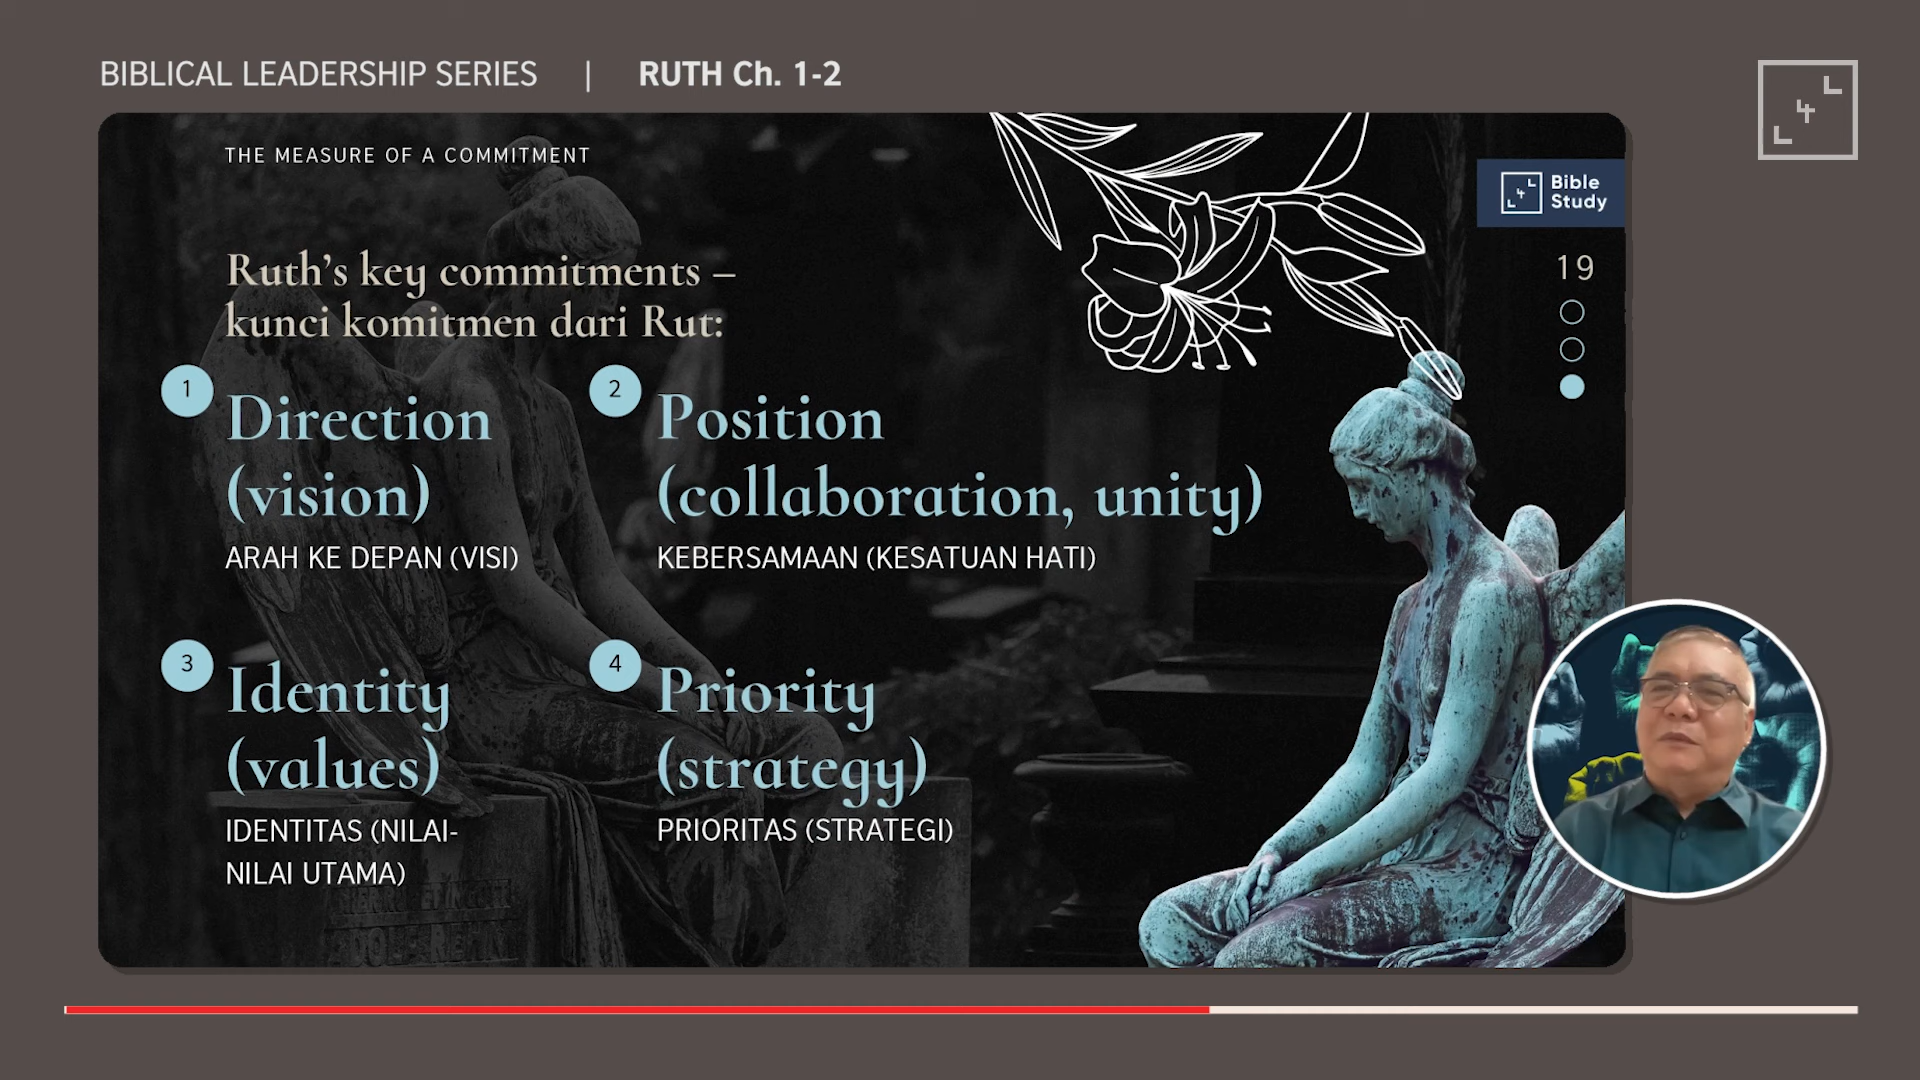 BIBLICAL LEADERSHIP SERIES | RUTH Ch. 1-2
THE MEASURE OF A COMMITMENT
Bible
Study
19
Ruth’s key commitments –
kunci komitmen dari Rut:
1
Direction
(vision)
ARAH KE DEPAN (VISI)
2
Position
(collaboration, unity)
KEBERSAMAAN (KESATUAN HATI)
3
Identity
(values)
IDENTITAS (NILAI-
NILAI UTAMA)
4
Priority
(strategy)
PRIORITAS (STRATEGI)